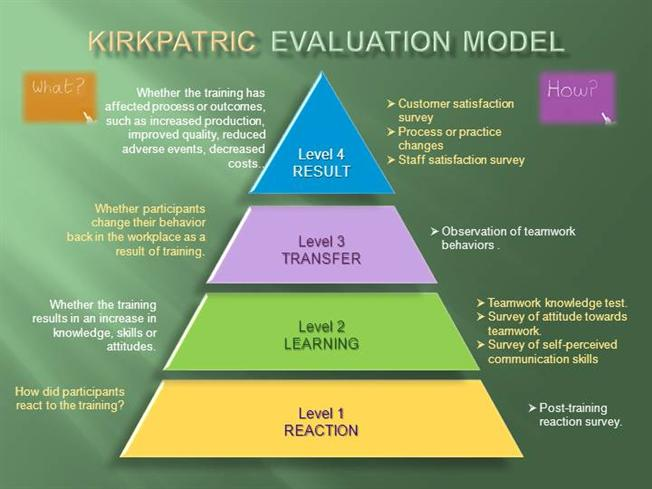 KIRKPATRIC EVALUATION MODEL
What?
How?
Whether the training has
affected process or outcomes,
such as increased production,
improved quality, reduced
adverse events, decreased
costs..
Level 4
RESULT
➢ Customer satisfaction
survey
➢ Process or practice
changes
➢ Staff satisfaction survey
Whether participants
change their behavior
back in the workplace as a
result of training.
Level 3
TRANSFER
➢ Observation of teamwork
behaviors .
Whether the training
results in an increase in
knowledge, skills or
attitudes.
Level 2
LEARNING
➢ Teamwork knowledge test.
➢ Survey of attitude towards
teamwork.
➢ Survey of self-perceived
communication skills
How did participants
react to the training?
Level 1
REACTION
➢ Post-training
reaction survey.